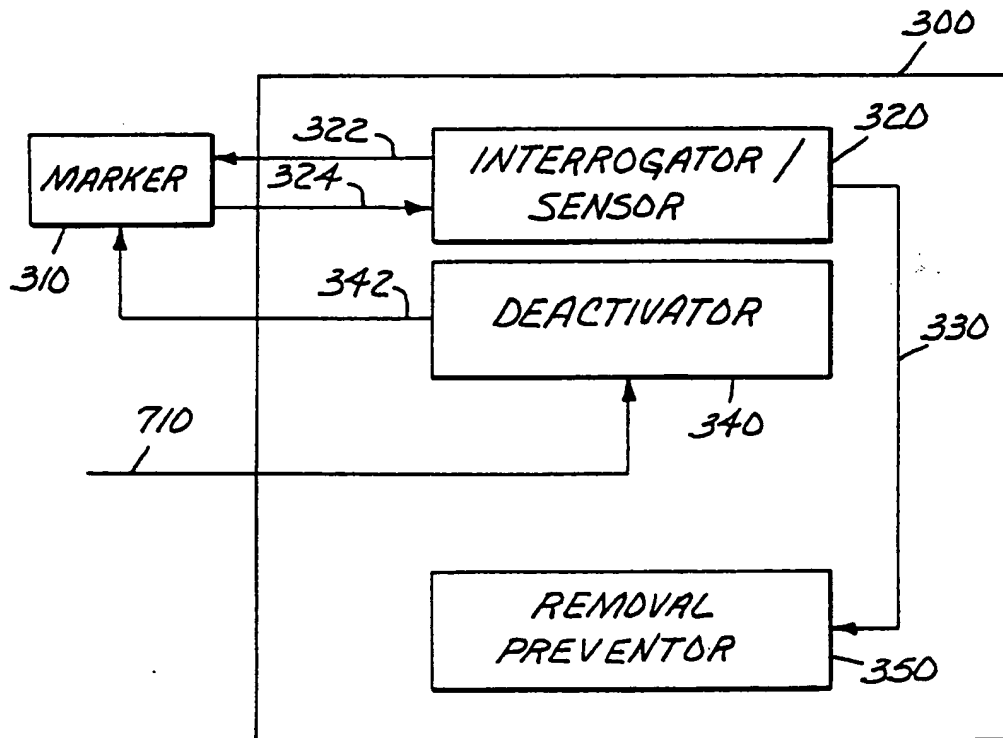 300
322
320
INTERROGATOR /
SENSOR
MARKER
324
310
342
DEACTIVATOR
330
710
340
REMOVAL
PREVENTOR
350